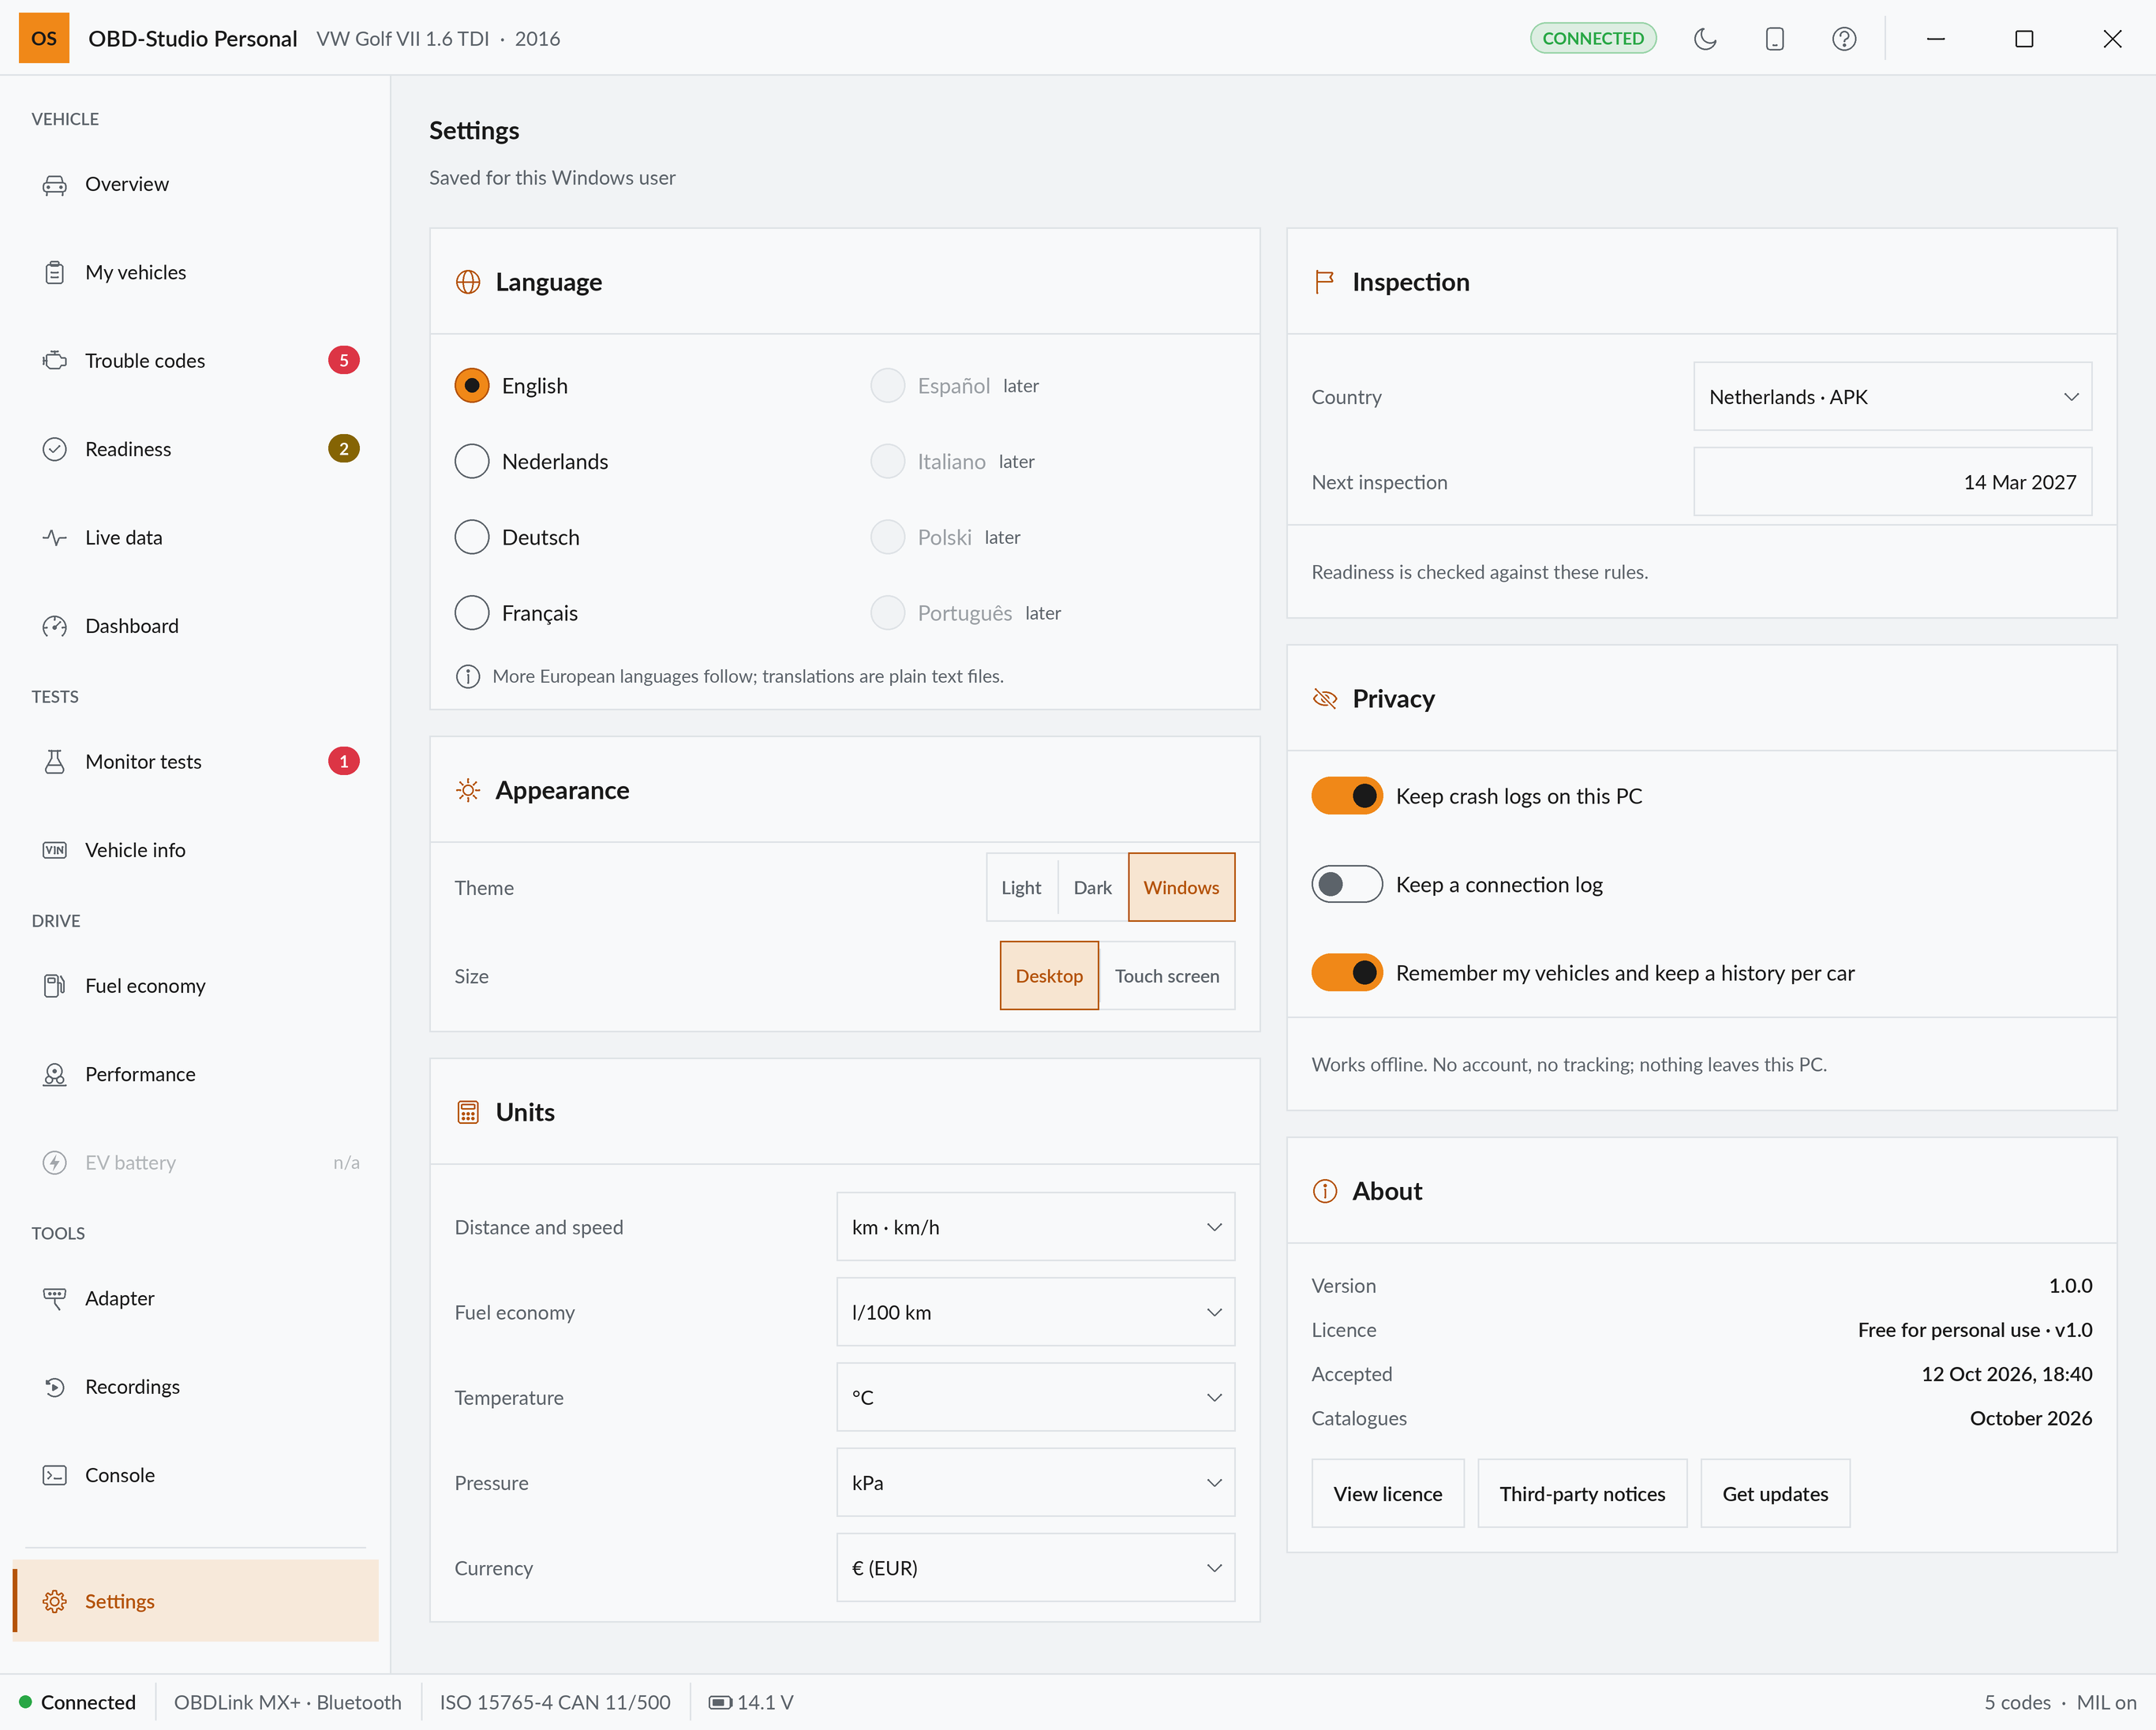 OS OBD-Studio Personal VW Golf VII 1.6 TDI · 2016 CONNECTED
VEHICLE
Overview
My vehicles
Trouble codes 5
Readiness 2
Live data
Dashboard
TESTS
Monitor tests 1
VIN Vehicle info
DRIVE
Fuel economy
Performance
EV battery n/a
TOOLS
Adapter
Recordings
Console
Settings
Settings
Saved for this Windows user
Language
English
Español later
Nederlands
Italiano later
Deutsch
Polski later
Français
Português later
More European languages follow; translations are plain text files.
Appearance
Theme Light Dark Windows
Size Desktop Touch screen
Units
Distance and speed km · km/h
Fuel economy l/100 km
Temperature °C
Pressure kPa
Currency € (EUR)
Inspection
Country Netherlands · APK
Next inspection 14 Mar 2027
Readiness is checked against these rules.
Privacy
Keep crash logs on this PC
Keep a connection log
Remember my vehicles and keep a history per car
Works offline. No account, no tracking; nothing leaves this PC.
About
Version 1.0.0
Licence Free for personal use · v1.0
Accepted 12 Oct 2026, 18:40
Catalogues October 2026
View licence Third-party notices Get updates
Connected OBDLink MX+ · Bluetooth ISO 15765-4 CAN 11/500 14.1 V 5 codes · MIL on